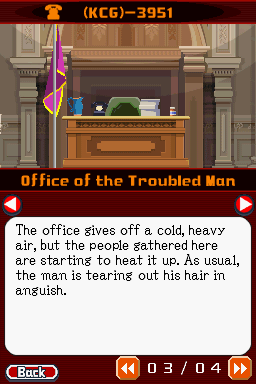 (KCG)-3951
Office of the Troubled Man
The office gives off a cold, heavy
air, but the people gathered here
are starting to heat it up. As usual,
the man is tearing out his hair in
anguish.
Back
03/04